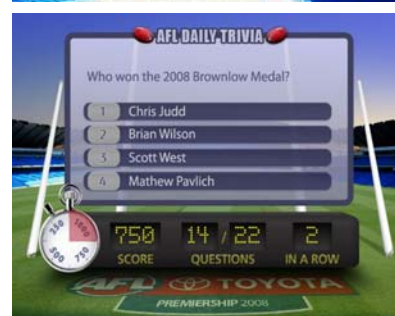 AFL DAILY TRIVIA
Who won the 2008 Brownlow Medal?
1 Chris Judd
2 Brian Wilson
3 Scott West
4 Mathew Pavlich
250 1000
500 750
750 14 / 22 2
SCORE QUESTIONS IN A ROW
AFL TOYOTA
PREMIERSHIP 2008